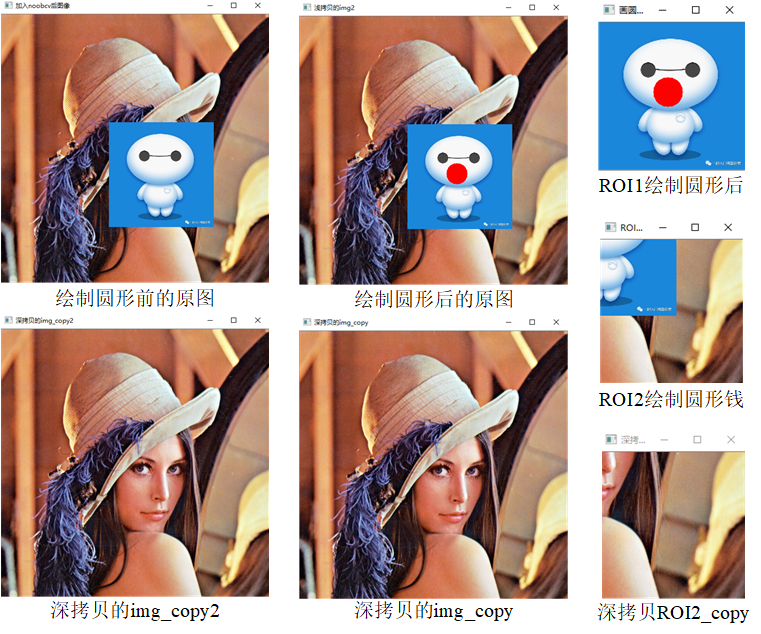 加入noobcv后图像
浅拷贝的img2
画圆...
绘制圆形前的原图
绘制圆形后的原图
ROI1绘制圆形后
ROI...
ROI2绘制圆形钱
深拷贝的img_copy2
深拷贝的img_copy
深拷...
深拷贝的img_copy2
深拷贝的img_copy
深拷贝ROI2_copy